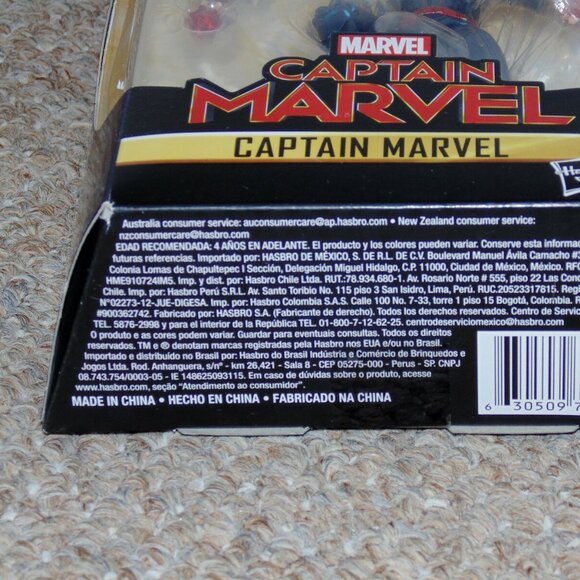 MARVEL
CAPTAIN
MARVEL
CAPTAIN MARVEL
Australia consumer service: auconsumercare@ap.hasbro.com • New Zealand consumer service:
nzconsumercare@hasbro.com
EDAD RECOMENDADA: 4 AÑOS EN ADELANTE. El producto y los colores pueden variar. Conserve esta
futuras referencias. Importado por: HASBRO DE MÉXICO, S. DE R.L. DE C.V. Boulevard Manuel Ávila Camacho
Colonia Lomas de Chapultepec I Sección, Delegación Miguel Hidalgo, C.P. 11000, Ciudad de México, México.
HME910724IM5. Imp. y dist. por: Hasbro Chile Ltda. RUT:78.934.680-1. Av. Rosario Norte # 555, piso 22 Las
Chile. Imp. por: Hasbro Perú S.R.L. Av. Santo Toribio No. 115 piso 3 San Isidro, Lima, Perú. RUC.20523317815.
N°02273-12-JUE-DIGESA. Imp. por: Hasbro Colombia S.A.S. Calle 100 No. 7-33, torre 1 piso 15 Bogotá, Colombia.
#900362742. Fabricado por: HASBRO S.A. (Fabricante de destino final). Centro de
TEL. 5876-2998 y para el interior de la República TEL. 01-800-7-12-62-25. centrodeserviciomexico@hasbro.com
O produto e as cores podem variar. Guardar para eventuais consultas. Todos os direitos
reservados. TM e ® denotam marcas registradas pela Hasbro nos EUA e/ou no Brasil.
Importado e distribuído no Brasil por: Hasbro do Brasil Indústria e Comércio de Brinquedos e
Jogos Ltda. Rod. Anhanguera, s/nº - km 26,421 - Sala 8 - CEP 05275-000 - Perus - SP. CNPJ
08.743.754/0003-05 - IE 148625093115. Em caso de dúvidas sobre o produto, acesse
www.hasbro.com, seção "Atendimento ao consumidor".
MADE IN CHINA. • HECHO EN CHINA. • FABRICADO NA CHINA
6 30509